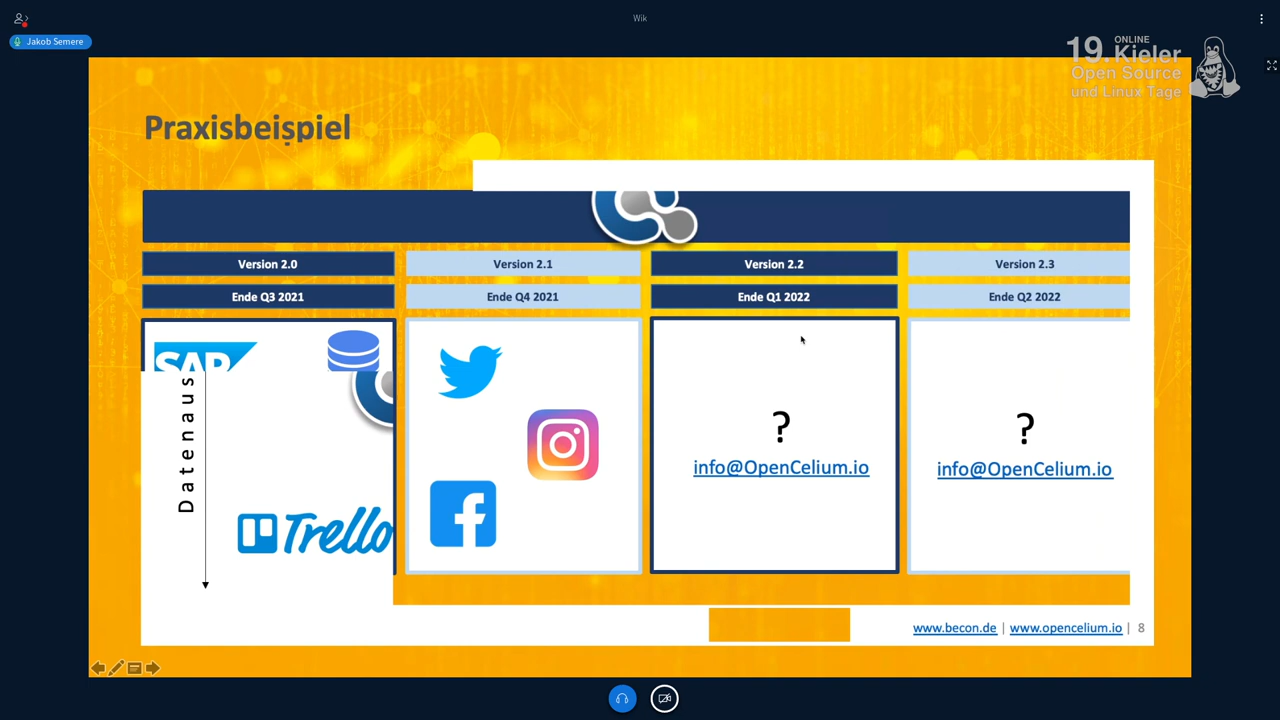 Wik
Jakob Semere
19. ONLINE
Kieler
Open Source
und Linux Tage
Praxisbeispiel
Version 2.0
Version 2.1
Version 2.2
Version 2.3
Ende Q3 2021
Ende Q4 2021
Ende Q1 2022
Ende Q2 2022
SAP
Datenaus
Trello
?
info@OpenCelium.io
?
info@OpenCelium.io
www.becon.de | www.opencelium.io | 8